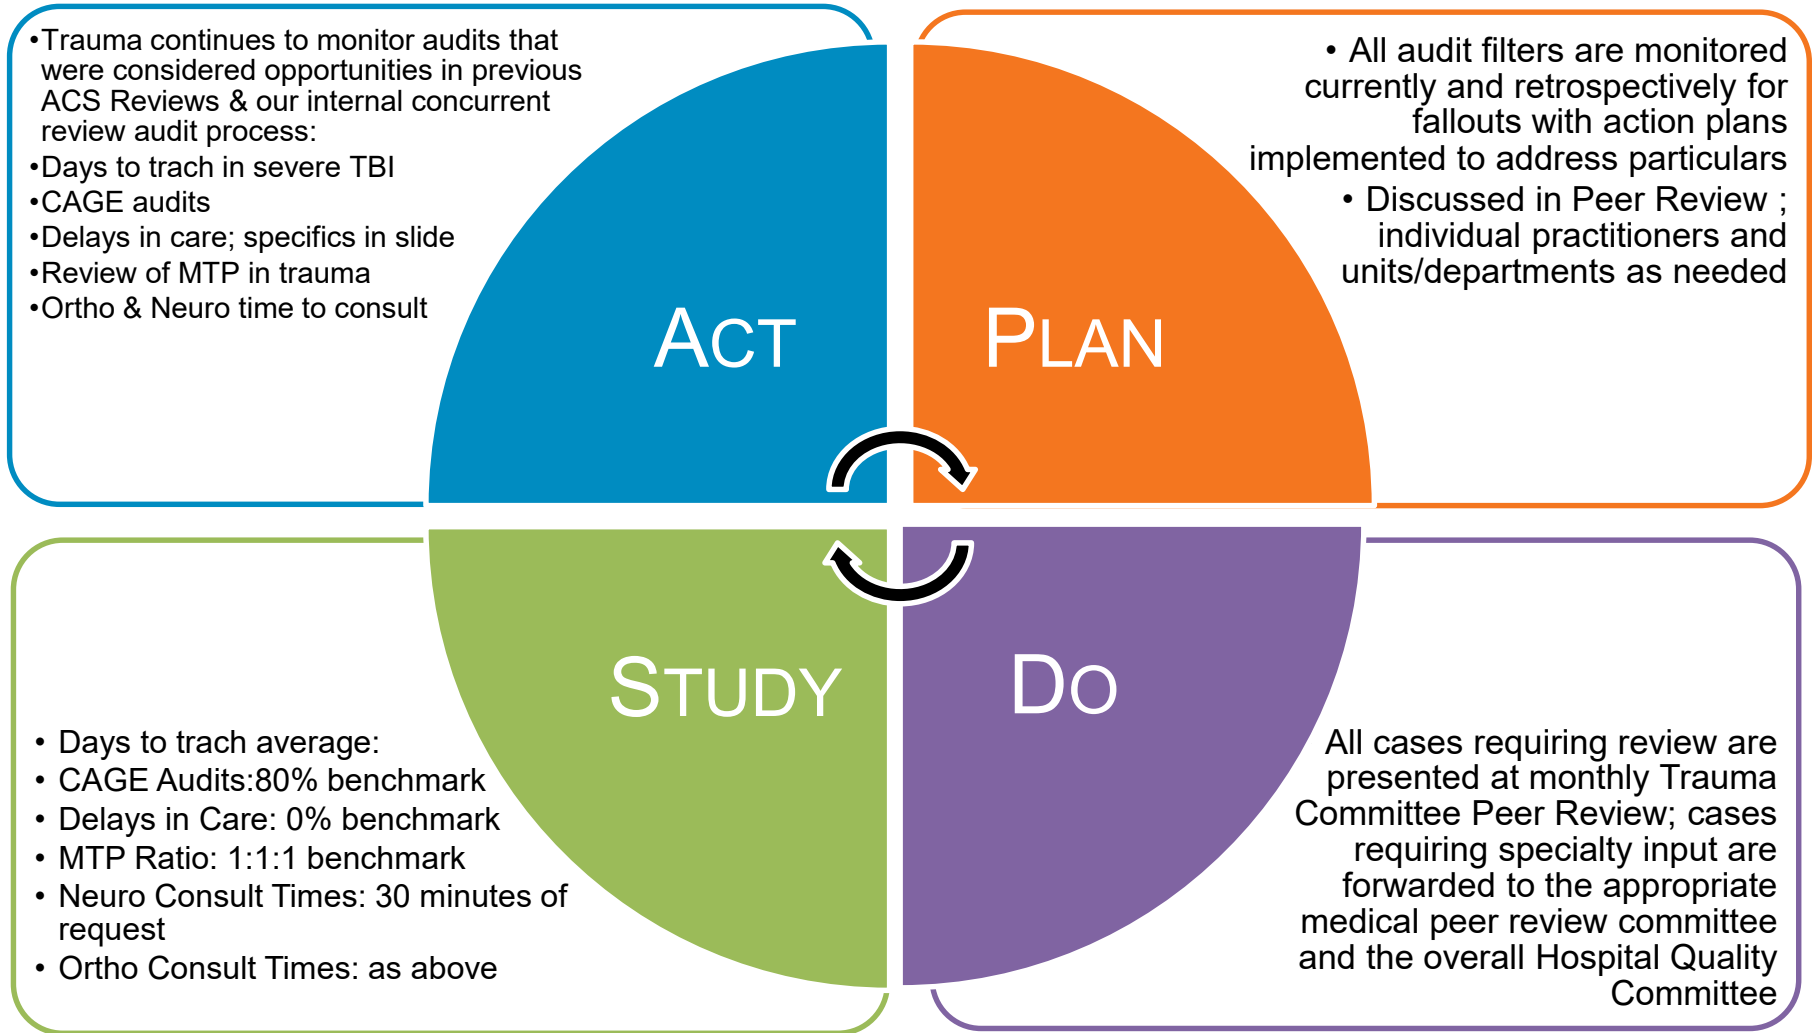 •Trauma continues to monitor audits that
were considered opportunities in previous
ACS Reviews & our internal concurrent
review audit process:
•Days to trach in severe TBI
•CAGE audits
•Delays in care; specifics in slide
•Review of MTP in trauma
•Ortho & Neuro time to consult
• All audit filters are monitored
currently and retrospectively for
fallouts with action plans
implemented to address particulars
• Discussed in Peer Review ;
individual practitioners and
units/departments as needed
ACT
PLAN
STUDY
DO
• Days to trach average:
• CAGE Audits:80% benchmark
• Delays in Care: 0% benchmark
• MTP Ratio: 1:1:1 benchmark
• Neuro Consult Times: 30 minutes of
request
• Ortho Consult Times: as above
All cases requiring review are
presented at monthly Trauma
Committee Peer Review; cases
requiring specialty input are
forwarded to the appropriate
medical peer review committee
and the overall Hospital Quality
Committee